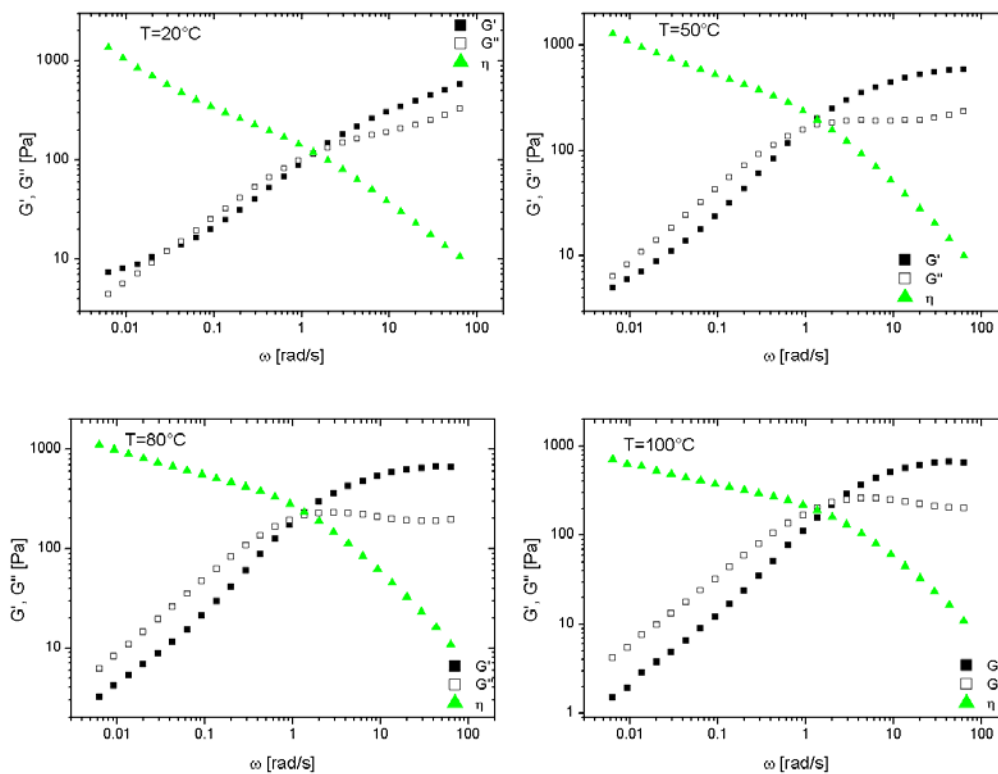 T=20°C
G'
G''
η
1000
100
10
G', G'' [Pa]
0.01 0.1 1 10 100
ω [rad/s]
T=50°C
1000
100
10
G', G'' [Pa]
G'
G''
η
0.01 0.1 1 10 100
ω [rad/s]
T=80°C
1000
100
10
G', G'' [Pa]
G'
G''
η
0.01 0.1 1 10 100
ω [rad/s]
T=100°C
1000
100
10
1
G', G'' [Pa]
G
G
η
0.01 0.1 1 10 100
ω [rad/s]